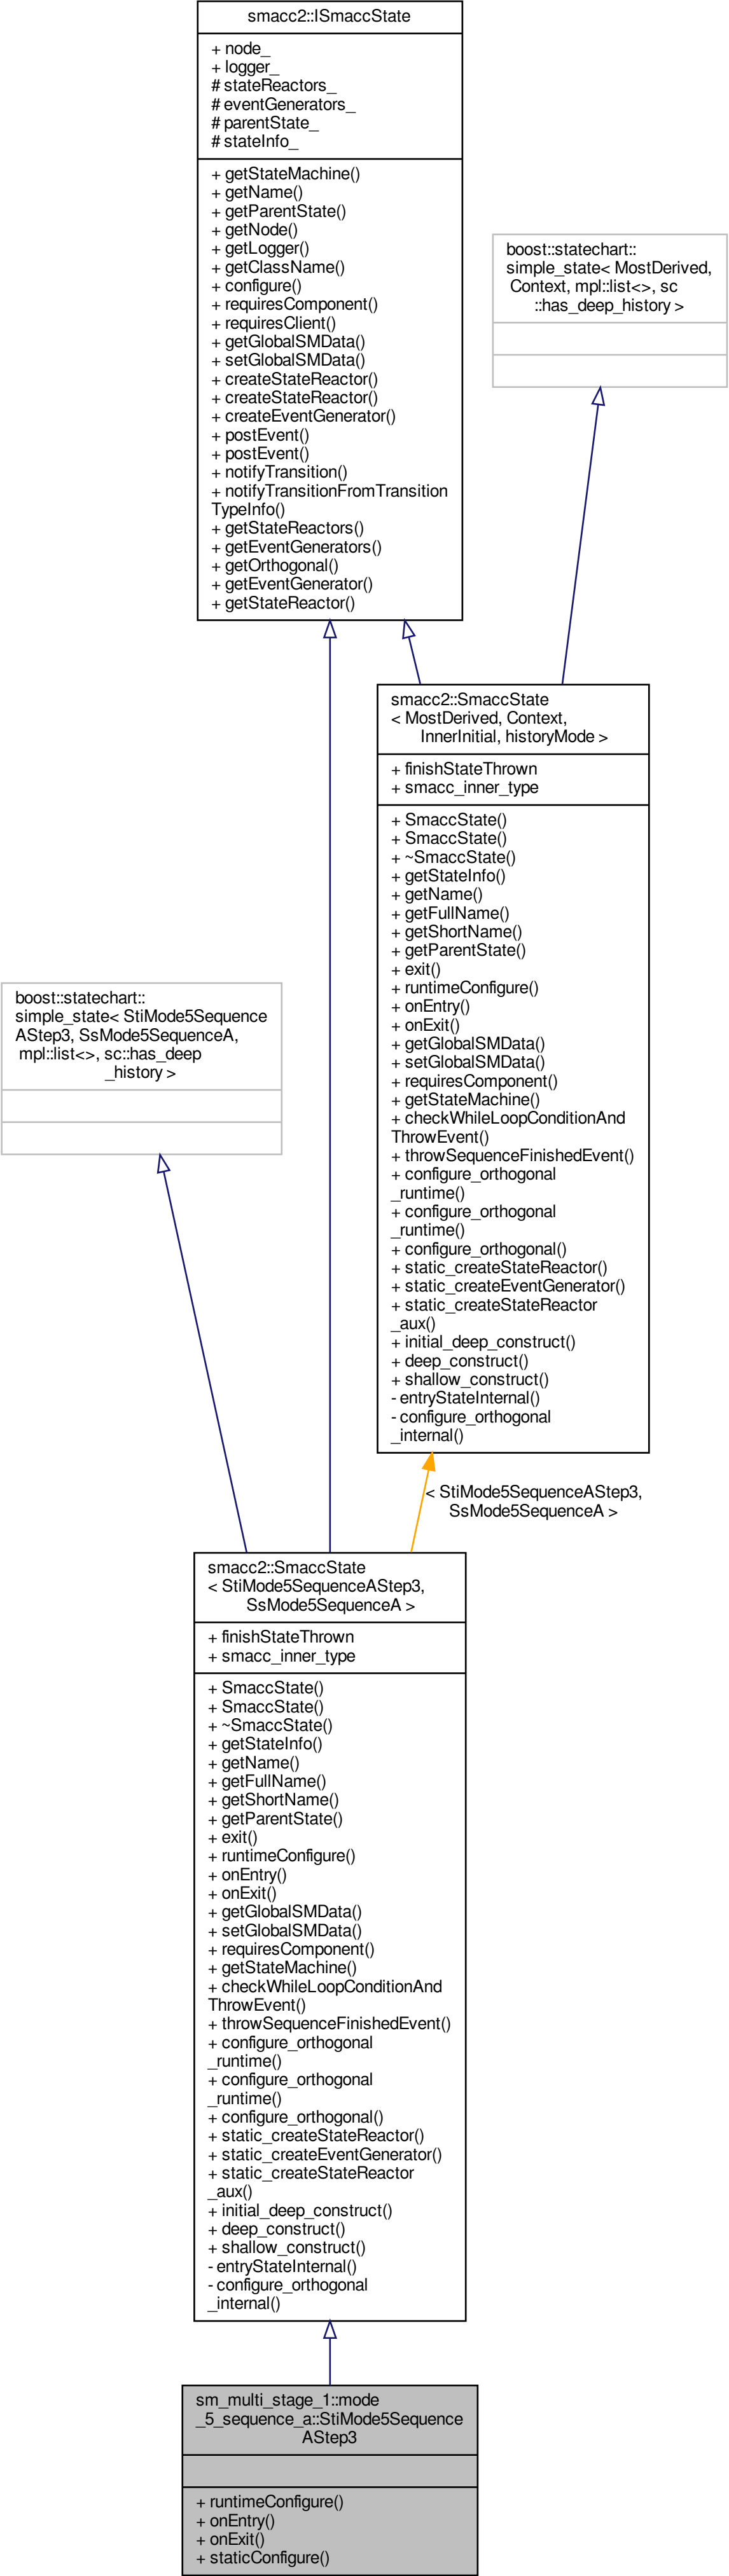 smacc2::ISmaccState
+ node_
+ logger_
# stateReactors_
# eventGenerators_
# parentState_
# stateInfo_
+ getStateMachine()
+ getName()
+ getParentState()
+ getNode()
+ getLogger()
+ getClassName()
+ configure()
+ requiresComponent()
+ requiresClient()
+ getGlobalSMData()
+ setGlobalSMData()
+ createStateReactor()
+ createStateReactor()
+ createEventGenerator()
+ postEvent()
+ postEvent()
+ notifyTransition()
+ notifyTransitionFromTransition
TypeInfo()
+ getStateReactors()
+ getEventGenerators()
+ getOrthogonal()
+ getEventGenerator()
+ getStateReactor()
boost::statechart::
simple_state< MostDerived,
Context, mpl::list<>, sc
::has_deep_history >
smacc2::SmaccState
< MostDerived, Context,
InnerInitial, historyMode >
+ finishStateThrown
+ smacc_inner_type
+ SmaccState()
+ SmaccState()
+ ~SmaccState()
+ getStateInfo()
+ getName()
+ getFullName()
+ getShortName()
+ getParentState()
+ exit()
+ runtimeConfigure()
+ onEntry()
+ onExit()
+ getGlobalSMData()
+ setGlobalSMData()
+ requiresComponent()
+ getStateMachine()
+ checkWhileLoopConditionAnd
ThrowEvent()
+ throwSequenceFinishedEvent()
+ configure_orthogonal
_runtime()
+ configure_orthogonal
_runtime()
+ configure_orthogonal()
+ static_createStateReactor()
+ static_createEventGenerator()
+ static_createStateReactor
_aux()
+ initial_deep_construct()
+ deep_construct()
+ shallow_construct()
- entryStateInternal()
- configure_orthogonal
_internal()
boost::statechart::
simple_state< StiMode5Sequence
AStep3, SsMode5SequenceA,
mpl::list<>, sc::has_deep
_history >
< StiMode5SequenceAStep3,
SsMode5SequenceA >
smacc2::SmaccState
< StiMode5SequenceAStep3,
SsMode5SequenceA >
+ finishStateThrown
+ smacc_inner_type
+ SmaccState()
+ SmaccState()
+ ~SmaccState()
+ getStateInfo()
+ getName()
+ getFullName()
+ getShortName()
+ getParentState()
+ exit()
+ runtimeConfigure()
+ onEntry()
+ onExit()
+ getGlobalSMData()
+ setGlobalSMData()
+ requiresComponent()
+ getStateMachine()
+ checkWhileLoopConditionAnd
ThrowEvent()
+ throwSequenceFinishedEvent()
+ configure_orthogonal
_runtime()
+ configure_orthogonal
_runtime()
+ configure_orthogonal()
+ static_createStateReactor()
+ static_createEventGenerator()
+ static_createStateReactor
_aux()
+ initial_deep_construct()
+ deep_construct()
+ shallow_construct()
- entryStateInternal()
- configure_orthogonal
_internal()
sm_multi_stage_1::mode
_5_sequence_a::StiMode5Sequence
AStep3
+ runtimeConfigure()
+ onEntry()
+ onExit()
+ staticConfigure()